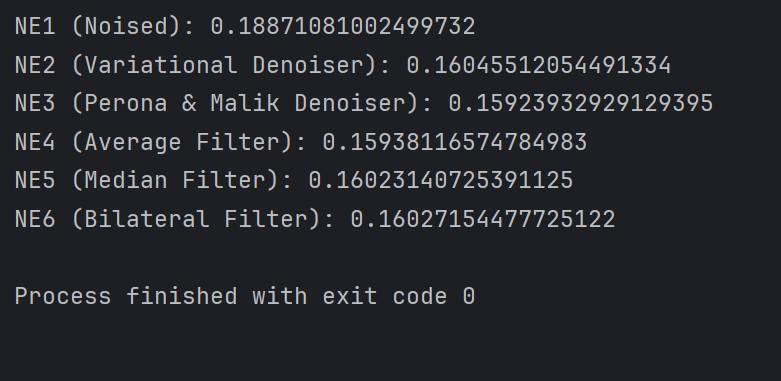 NE1 (Noised): 0.18871081002499732
NE2 (Variational Denoiser): 0.16045512054491334
NE3 (Perona & Malik Denoiser): 0.15923932929129395
NE4 (Average Filter): 0.15938116574784983
NE5 (Median Filter): 0.16023140725391125
NE6 (Bilateral Filter): 0.16027154477725122
Process finished with exit code 0